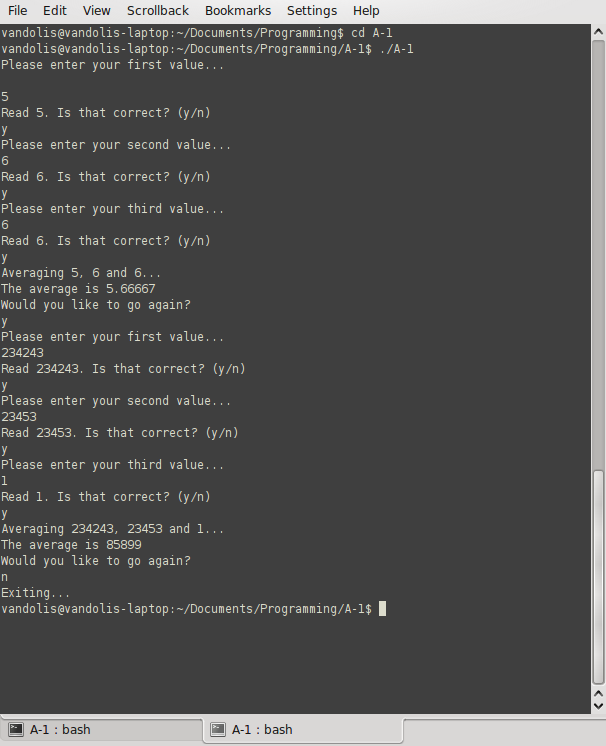 File Edit View Scrollback Bookmarks Settings Help
vandolis@vandolis-laptop:~/Documents/Programming$ cd A-1
vandolis@vandolis-laptop:~/Documents/Programming/A-1$ ./A-1
Please enter your first value...
5
Read 5. Is that correct? (y/n)
y
Please enter your second value...
6
Read 6. Is that correct? (y/n)
y
Please enter your third value...
6
Read 6. Is that correct? (y/n)
y
Averaging 5, 6 and 6...
The average is 5.66667
Would you like to go again?
y
Please enter your first value...
234243
Read 234243. Is that correct? (y/n)
y
Please enter your second value...
23453
Read 23453. Is that correct? (y/n)
y
Please enter your third value...
1
Read 1. Is that correct? (y/n)
y
Averaging 234243, 23453 and 1...
The average is 85899
Would you like to go again?
n
Exiting...
vandolis@vandolis-laptop:~/Documents/Programming/A-1$
A-1 : bash A-1 : bash